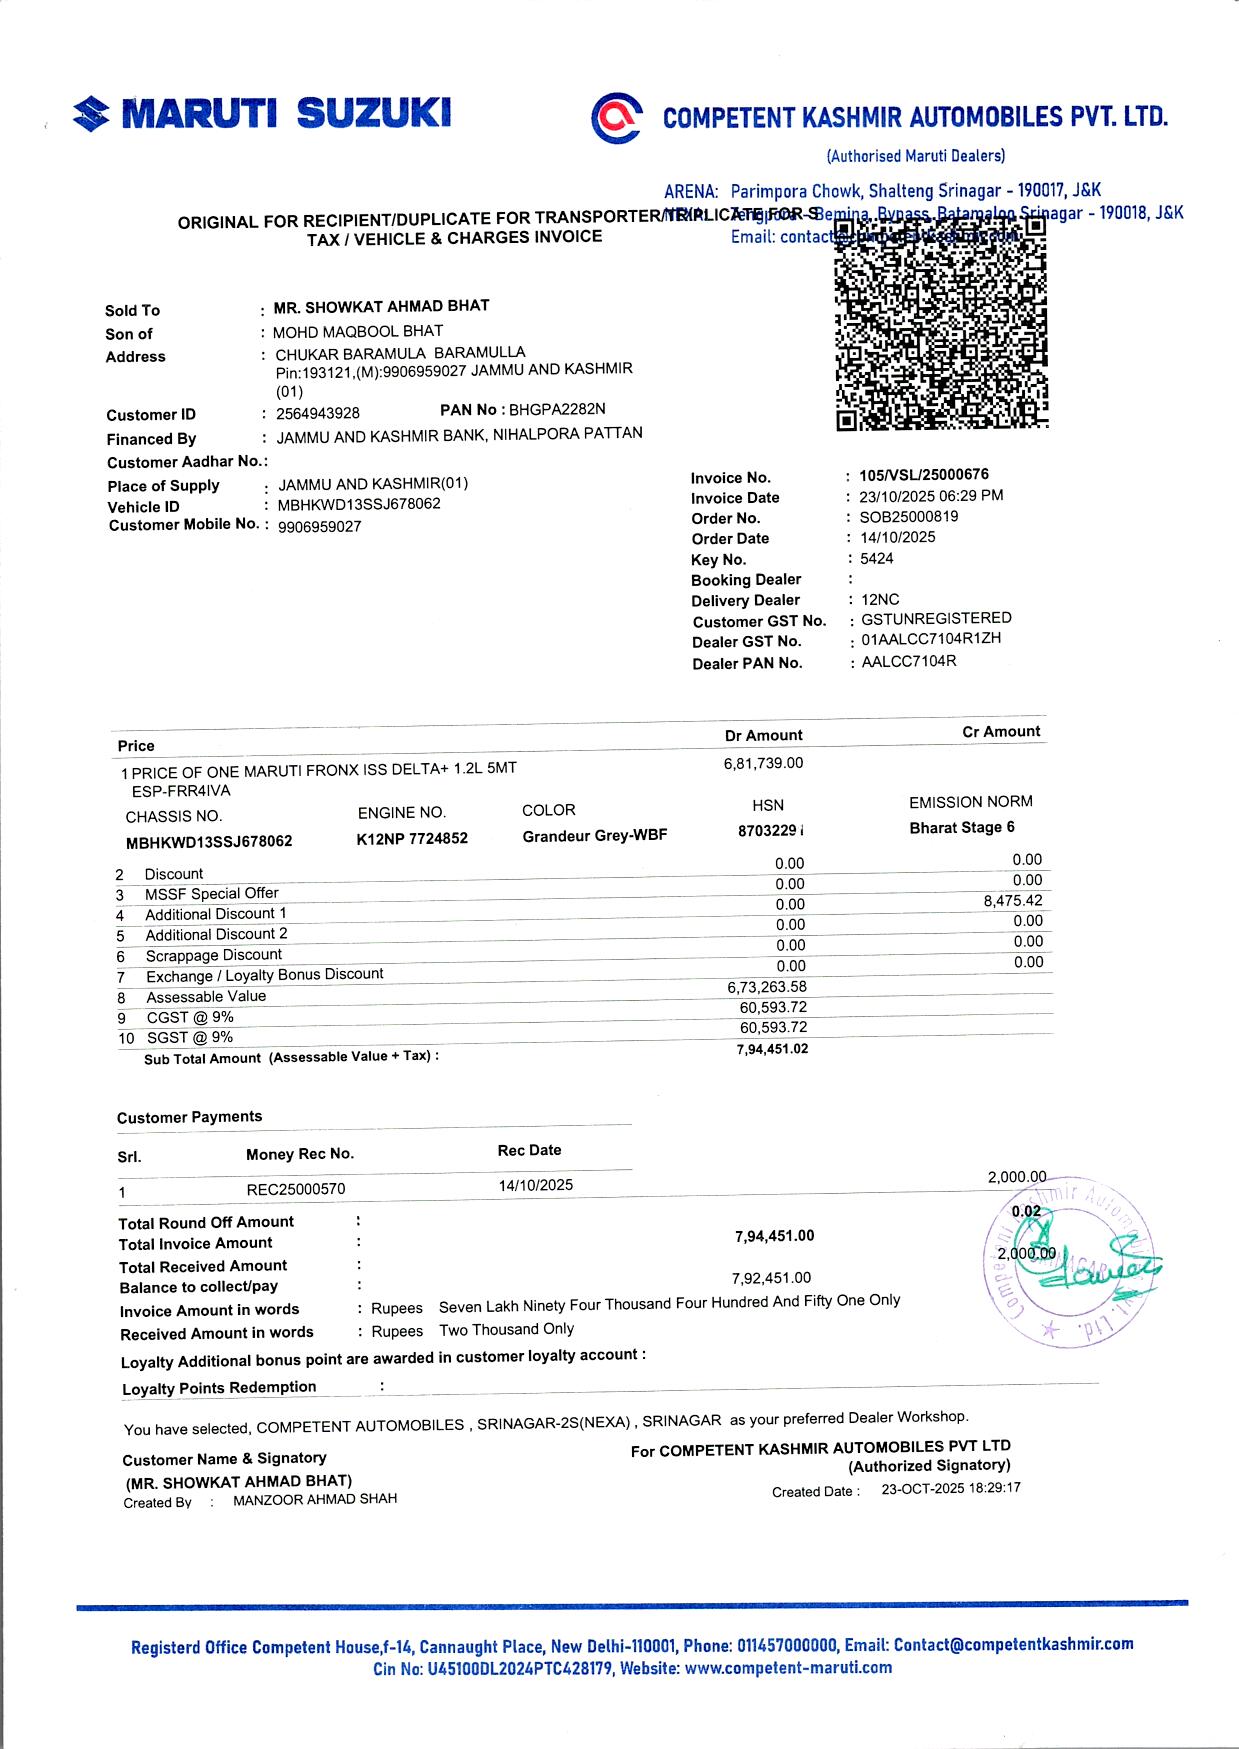 MARUTI SUZUKI
COMPETENT KASHMIR AUTOMOBILES PVT. LTD.
(Authorised Maruti Dealers)
ARENA: Parimpora Chowk, Shalteng Srinagar - 190017, J&K
Bemina, Bypass, Batamaloo Srinagar - 190018, J&K
ORIGINAL FOR RECIPIENT/DUPLICATE FOR TRANSPORTER/TRIPLICATE FOR S
Email: contact
TAX / VEHICLE & CHARGES INVOICE
Sold To : MR. SHOWKAT AHMAD BHAT
Son of : MOHD MAQBOOL BHAT
Address : CHUKAR BARAMULA BARAMULLA
Pin:193121,(M):9906959027 JAMMU AND KASHMIR
(01)
Customer ID : 2564943928 PAN No : BHGPA2282N
Financed By : JAMMU AND KASHMIR BANK, NIHALPORA PATTAN
Customer Aadhar No.:
Place of Supply : JAMMU AND KASHMIR(01)
Vehicle ID : MBHKWD13SSJ678062
Customer Mobile No. : 9906959027
Invoice No. : 105/VSL/25000676
Invoice Date : 23/10/2025 06:29 PM
Order No. : SOB25000819
Order Date : 14/10/2025
Key No. : 5424
Booking Dealer :
Delivery Dealer : 12NC
Customer GST No. : GSTUNREGISTERED
Dealer GST No. : 01AALCC7104R1ZH
Dealer PAN No. : AALCC7104R
Price Dr Amount Cr Amount
1 PRICE OF ONE MARUTI FRONX ISS DELTA+ 1.2L 5MT 6,81,739.00
ESP-FRR4IVA
CHASSIS NO. ENGINE NO. COLOR HSN EMISSION NORM
MBHKWD13SSJ678062 K12NP 7724852 Grandeur Grey-WBF 8703229 Bharat Stage 6
2 Discount 0.00 0.00
3 MSSF Special Offer 0.00 0.00
4 Additional Discount 1 0.00 8,475.42
5 Additional Discount 2 0.00 0.00
6 Scrappage Discount 0.00 0.00
7 Exchange / Loyalty Bonus Discount 0.00 0.00
8 Assessable Value 6,73,263.58
9 CGST @ 9% 60,593.72
10 SGST @ 9% 60,593.72
Sub Total Amount (Assessable Value + Tax) : 7,94,451.02
Customer Payments
Srl. Money Rec No. Rec Date
1 REC25000570 14/10/2025 2,000.00
Total Round Off Amount : 0.02
Total Invoice Amount : 7,94,451.00
Total Received Amount : 2,000.00
Balance to collect/pay : 7,92,451.00
Invoice Amount in words : Rupees Seven Lakh Ninety Four Thousand Four Hundred And Fifty One Only
Received Amount in words : Rupees Two Thousand Only
Competent Kashmir Automobiles Pvt. Ltd.
SRINAGAR
Loyalty Additional bonus point are awarded in customer loyalty account :
Loyalty Points Redemption :
You have selected, COMPETENT AUTOMOBILES , SRINAGAR-2S(NEXA) , SRINAGAR as your preferred Dealer Workshop.
Customer Name & Signatory For COMPETENT KASHMIR AUTOMOBILES PVT LTD
(MR. SHOWKAT AHMAD BHAT) (Authorized Signatory)
Created By : MANZOOR AHMAD SHAH Created Date : 23-OCT-2025 18:29:17
Registerd Office Competent House,f-14, Cannaught Place, New Delhi-110001, Phone: 011457000000, Email: Contact@competentkashmir.com
Cin No: U45100DL2024PTC428179, Website: www.competent-maruti.com